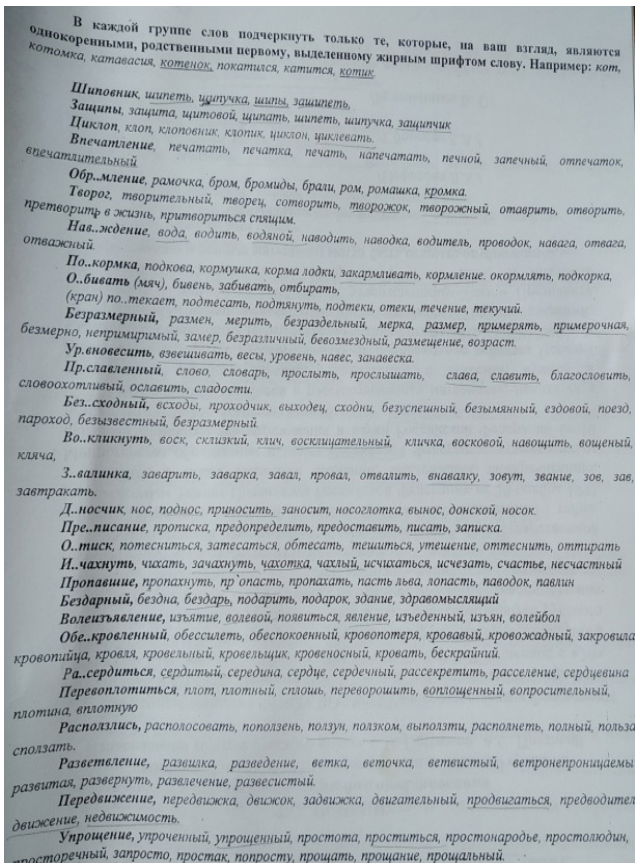 В каждой группе слов подчеркнуть только те, которые, на ваш взгляд, являются
однокоренными, родственными первому, выделенному жирным шрифтом слову. Например: кот,
котомка, катавасия, котенок, покатился, катится, котик.
Шиповник, шипеть, щипучка, шипы, зашипеть,
Защипы, защита, щитовой, щипать, шипеть, шипучка, защипчик
Циклоп, клоп, клоповник, клопик, циклон, циклевать.
Впечатление, печатать, печатка, печать, напечатать, печной, запечный, отпечаток,
впечатлительный
Обр..мление, рамочка, бром, бромиды, брали, ром, ромашка, кромка.
Творог, творительный, творец, сотворить, творожок, творожный, отаврить, отворить,
претворить в жизнь, притвориться спящим.
Нав..ждение, вода, водить, водяной, наводить, наводка, водитель, проводок, навага, отвага,
отважный.
По..кормка, подкова, кормушка, корма лодки, закармливать, кормление. окормлять, подкорка,
О..бивать (мяч), бивень, забивать, отбирать,
(кран) по..текает, подтесать, подтянуть, подтеки, отеки, течение, текучий.
Безразмерный, размен, мерить, безраздельный, мерка, размер, примерять, примерочная,
безмерно, непримиримый, замер, безразличный, безвозмездный, размещение, возраст.
Ур.вновесить, взвешивать, весы, уровень, навес, занавеска.
Пр.славленный, слово, словарь, прослыть, прослышать, слава, славить, благословить,
словоохотливый, ославить, сладости.
Без..сходный, всходы, проходчик, выходец, сходни, безуспешный, безымянный, ездовой, поезд,
пароход, безызвестный, безразмерный.
Во..кликнуть, воск, склизкий, клич, восклицательный, кличка, восковой, навощить, вощеный,
кляча,
З..валинка, заварить, заварка, завал, провал, отвалить, внавалку, зовут, звание, зов, зав,
завтракать.
Д..носчик, нос, поднос, приносить, заносит, носоглотка, вынос, донской, носок.
Пре..писание, прописка, предопределить, предоставить, писать, записка.
О..тиск, потесниться, затесаться, обтесать, тешиться, утешение, оттеснить, оттирать
И..чахнуть, чихать, зачахнуть, чахотка, чахлый, исчихаться, исчезать, счастье, несчастный
Пропавшие, пропахнуть, пропасть, пропахать, пасть льва, лопасть, паводок, павлин
Бездарный, бездна, бездарь, подарить, подарок, здание, здравомыслящий
Волеизъявление, изъятие, волевой, появиться, явление, изъеденный, изъян, волейбол
Обе..кровленный, обессилеть, обеспокоенный, кровопотеря, кровавый, кровожадный, закровила
кровопийца, кровля, кровельный, кровельщик, кровеносный, кровать, бескрайний.
Ра..сердиться, сердитый, середина, сердце, сердечный, рассекретить, расселение, сердцевина
Перевоплотиться, плот, плотный, сплошь, переворошить, воплощенный, вопросительный,
плотина, вплотную
Расползлись, располосовать, поползень, ползун, ползком, выползти, располнеть, полный, польза
сползать.
Разветвление, развилка, разведение, ветка, веточка, ветвистый, ветронепроницаемы
развитая, развернуть, развлечение, развесистый.
Передвижение, передвижка, движок, задвижка, двигательный, продвигаться, предводител
движение, недвижимость.
Упрощение, упроченный, упрощенный, простота, проститься, простонародье, простолюдин,
просторечный, запросто, простак, попросту, прощать, прощание, прощальный.